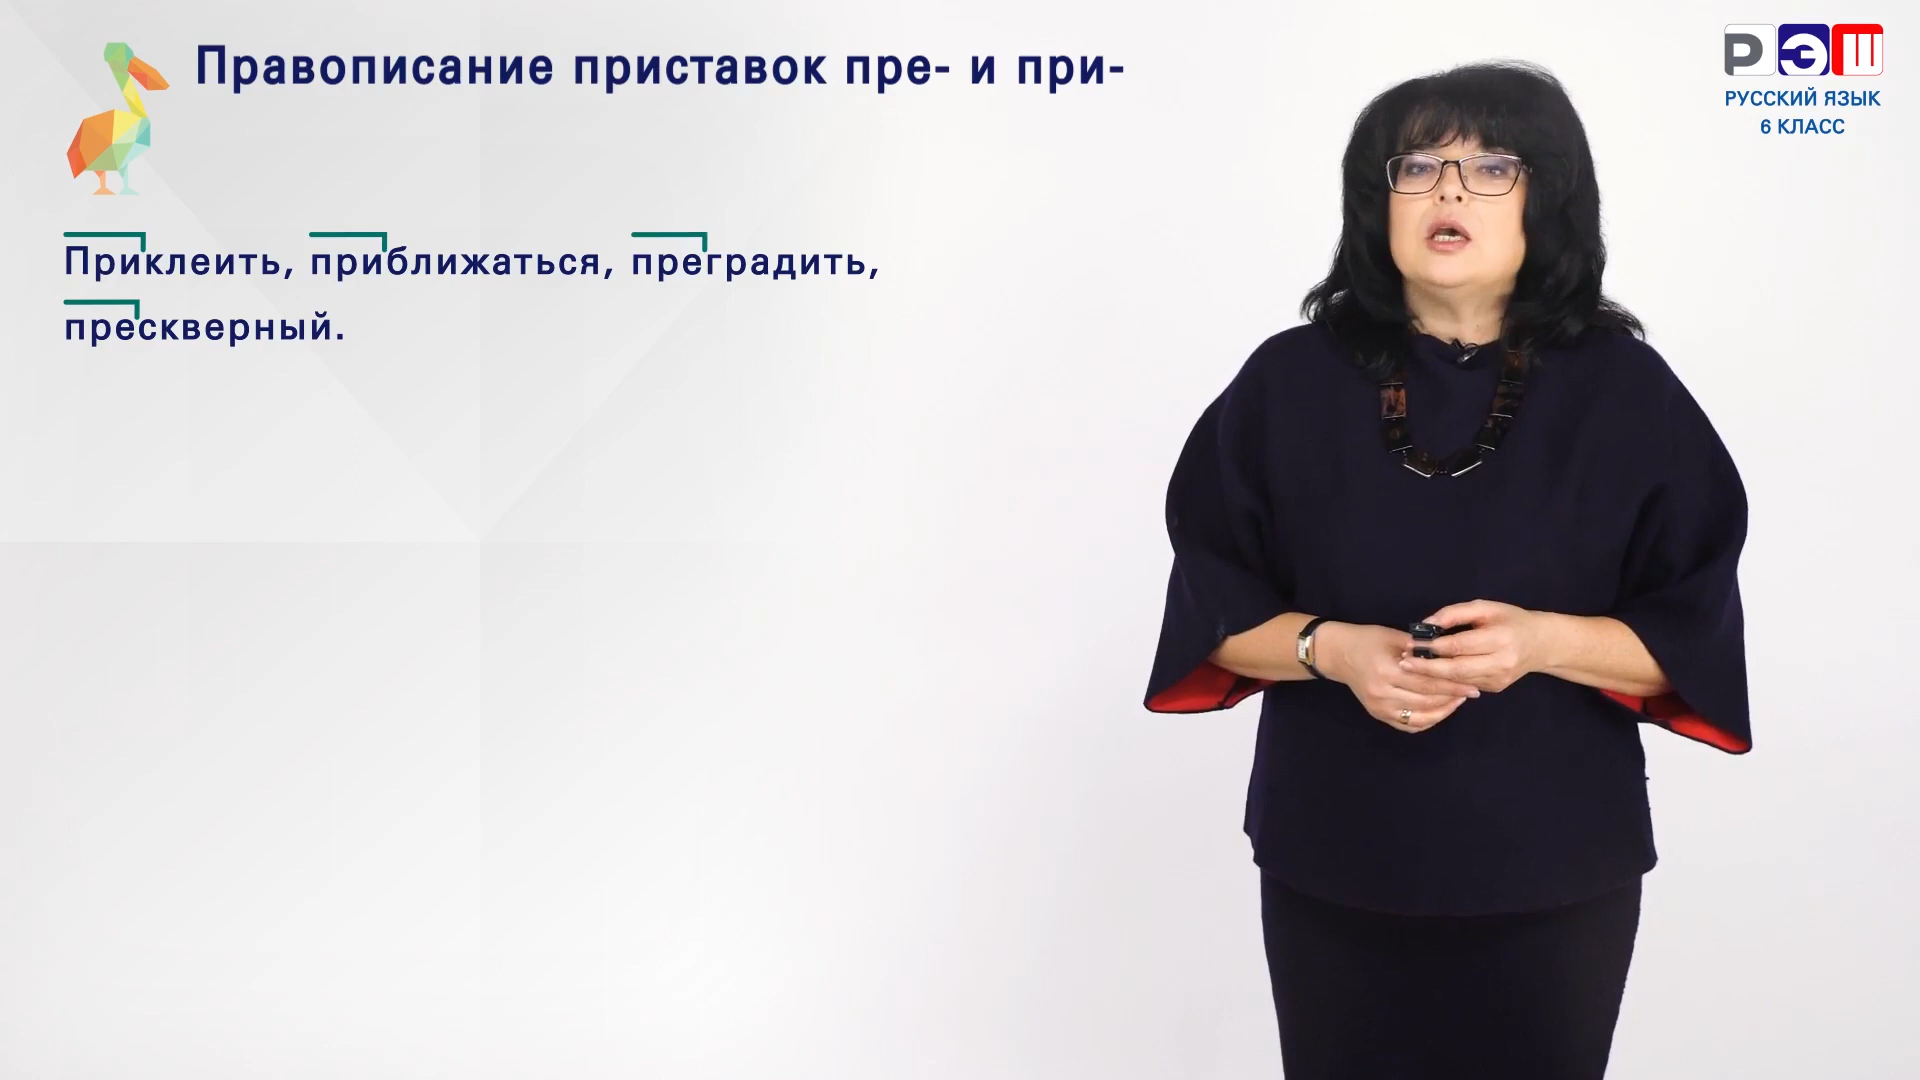 Правописание приставок пре- и при-
РЭШ
РУССКИЙ ЯЗЫК
6 КЛАСС
Приклеить, приближаться, преградить,
прескверный.